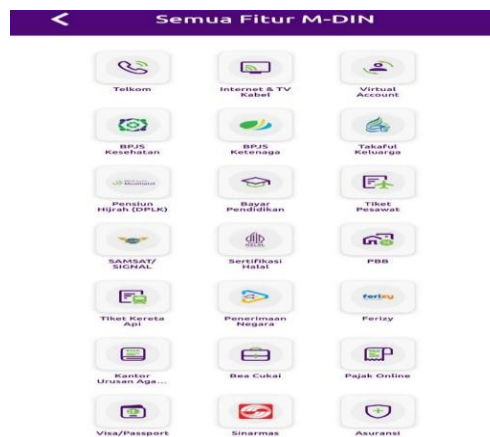 Semua Fitur M-DIN
Telkom
Internet & TV
Kabel
Virtual
Account
BPJS
Kesehatan
BPJS
Ketenaga
Takaful
Keluarga
Muamalat
Pensiun
Hijrah (DPLK)
Bayar
Pendidikan
Tiket
Pesawat
SAMSAT/
SIGNAL
HALAL
Sertifikasi
Halal
PBB
Tiket Kereta
Api
Penerimaan
Negara
ferizy
Ferizy
Kantor
Urusan Aga...
Bea Cukai
Pajak Online
Visa/Passport
Sinarmas
Asuransi